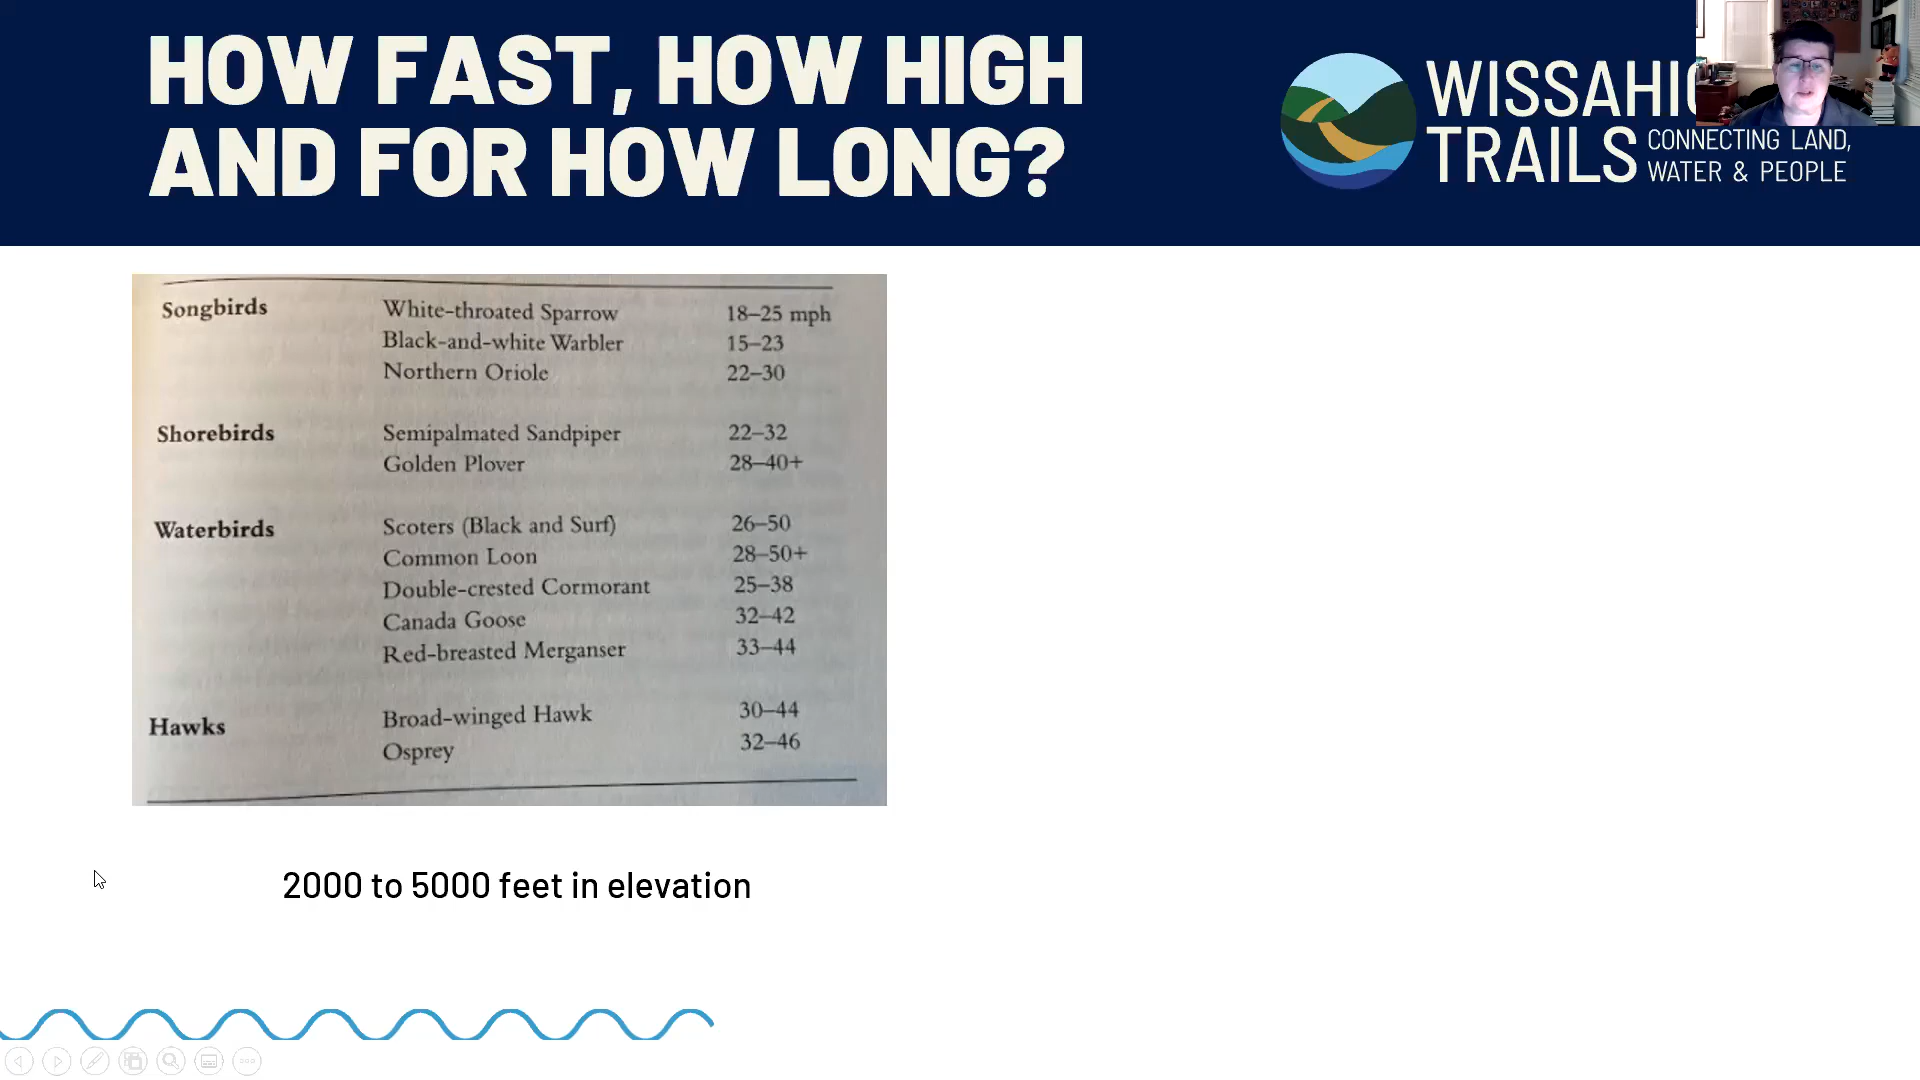 HOW FAST, HOW HIGH
AND FOR HOW LONG?
WISSAHIC
TRAILS
CONNECTING LAND,
WATER & PEOPLE
Songbirds White-throated Sparrow 18–25 mph
Black-and-white Warbler 15–23
Northern Oriole 22–30
Shorebirds Semipalmated Sandpiper 22–32
Golden Plover 28–40+
Waterbirds Scoters (Black and Surf) 26–50
Common Loon 28–50+
Double-crested Cormorant 25–38
Canada Goose 32–42
Red-breasted Merganser 33–44
Hawks Broad-winged Hawk 30–44
Osprey 32–46
2000 to 5000 feet in elevation